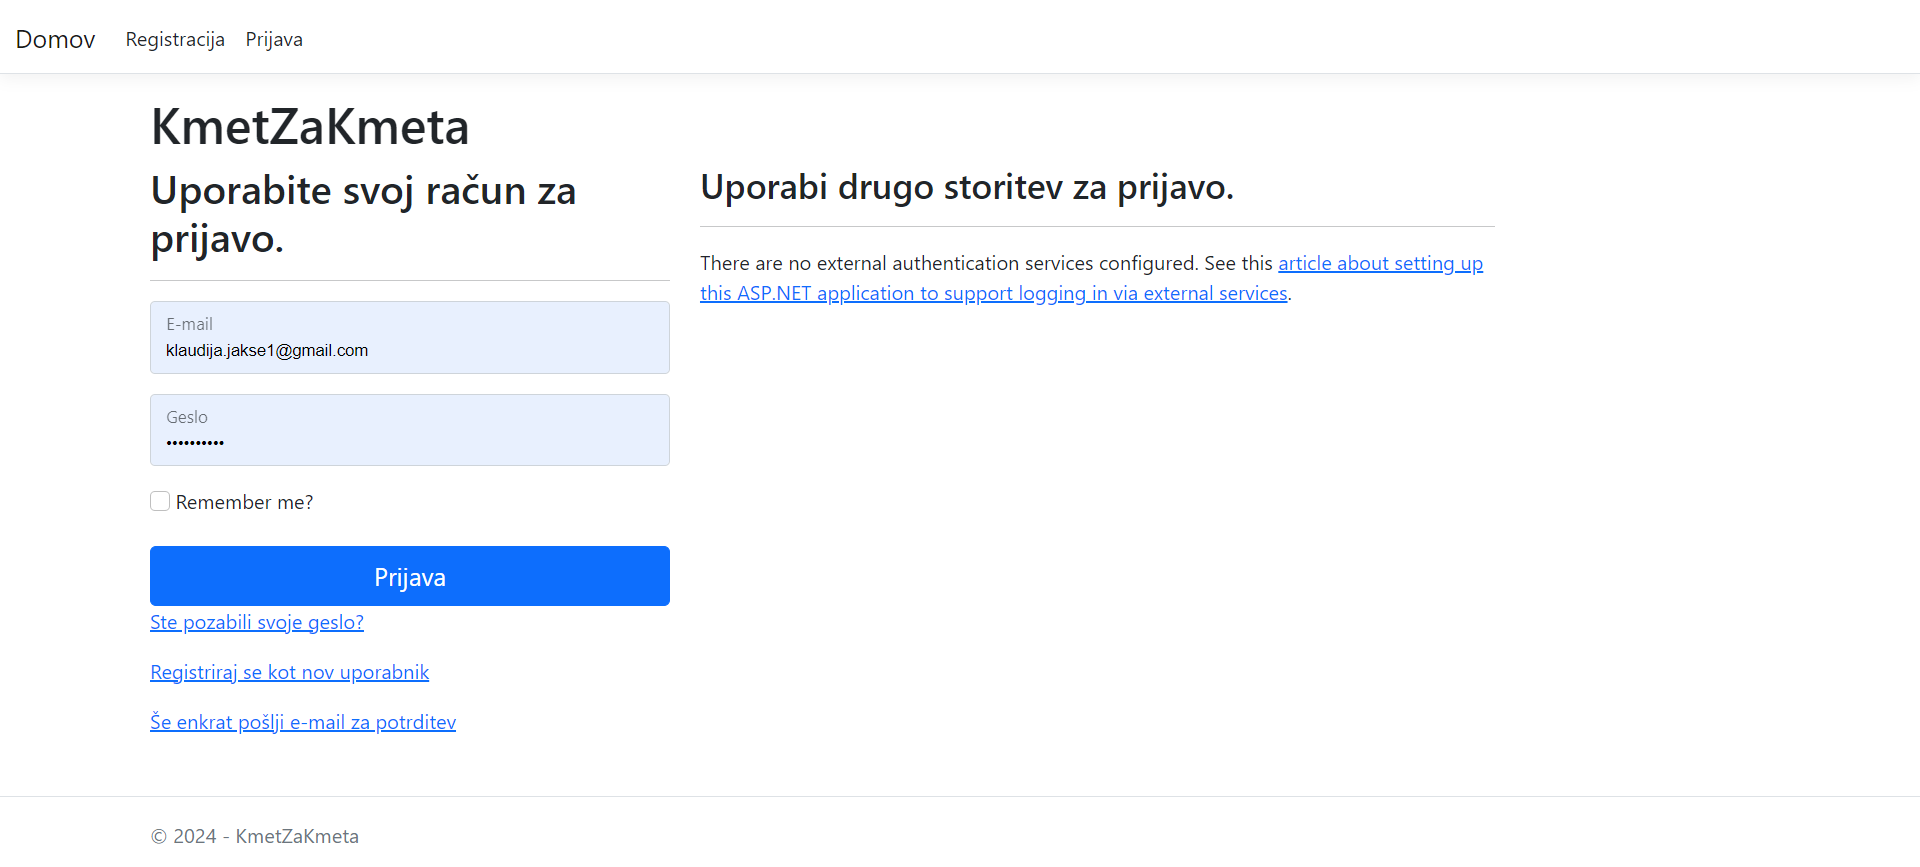 Domov Registracija Prijava
KmetZaKmeta
Uporabite svoj račun za
prijavo.
E-mail
klaudija.jakse1@gmail.com
Geslo
••••••••••
Remember me?
Prijava
Ste pozabili svoje geslo?
Registriraj se kot nov uporabnik
Še enkrat pošlji e-mail za potrditev
Uporabi drugo storitev za prijavo.
There are no external authentication services configured. See this article about setting up
this ASP.NET application to support logging in via external services.
© 2024 - KmetZaKmeta